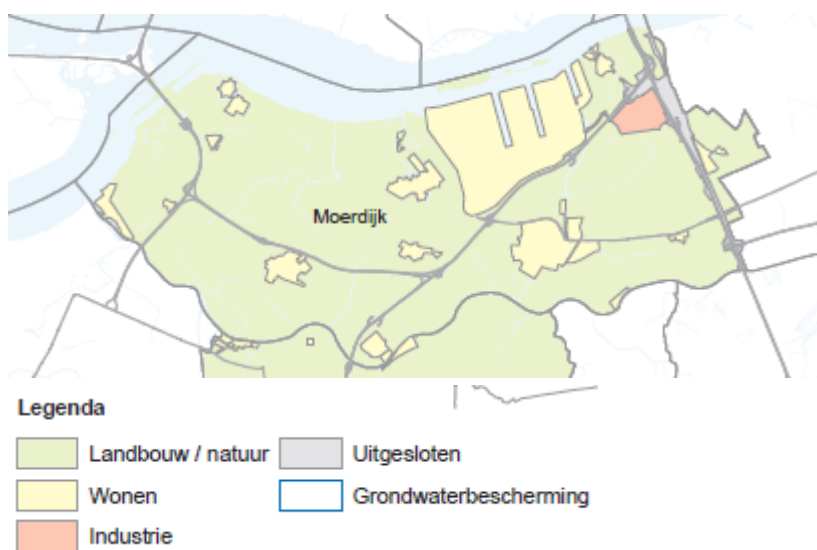 Moerdijk
Legenda
Landbouw / natuur
Uitgesloten
Wonen
Grondwaterbescherming
Industrie